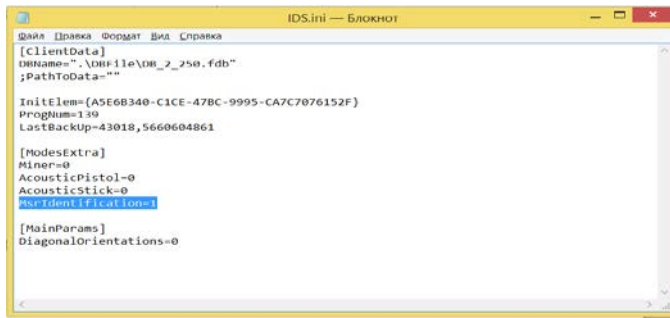 IDS.ini — Блокнот
Файл Правка Формат Вид Справка
[ClientData]
DBName=".\DBFile\DB_2_250.fdb"
;PathToData=""
InitElem={A5E6B340-C1CE-47BC-9995-CA7C7076152F}
ProgNum=139
LastBackUp=43018,5660604861
[ModesExtra]
Miner=0
AcousticPistol=0
AcousticStick=0
MsrIdentification=1
[MainParams]
DiagonalOrientations=0